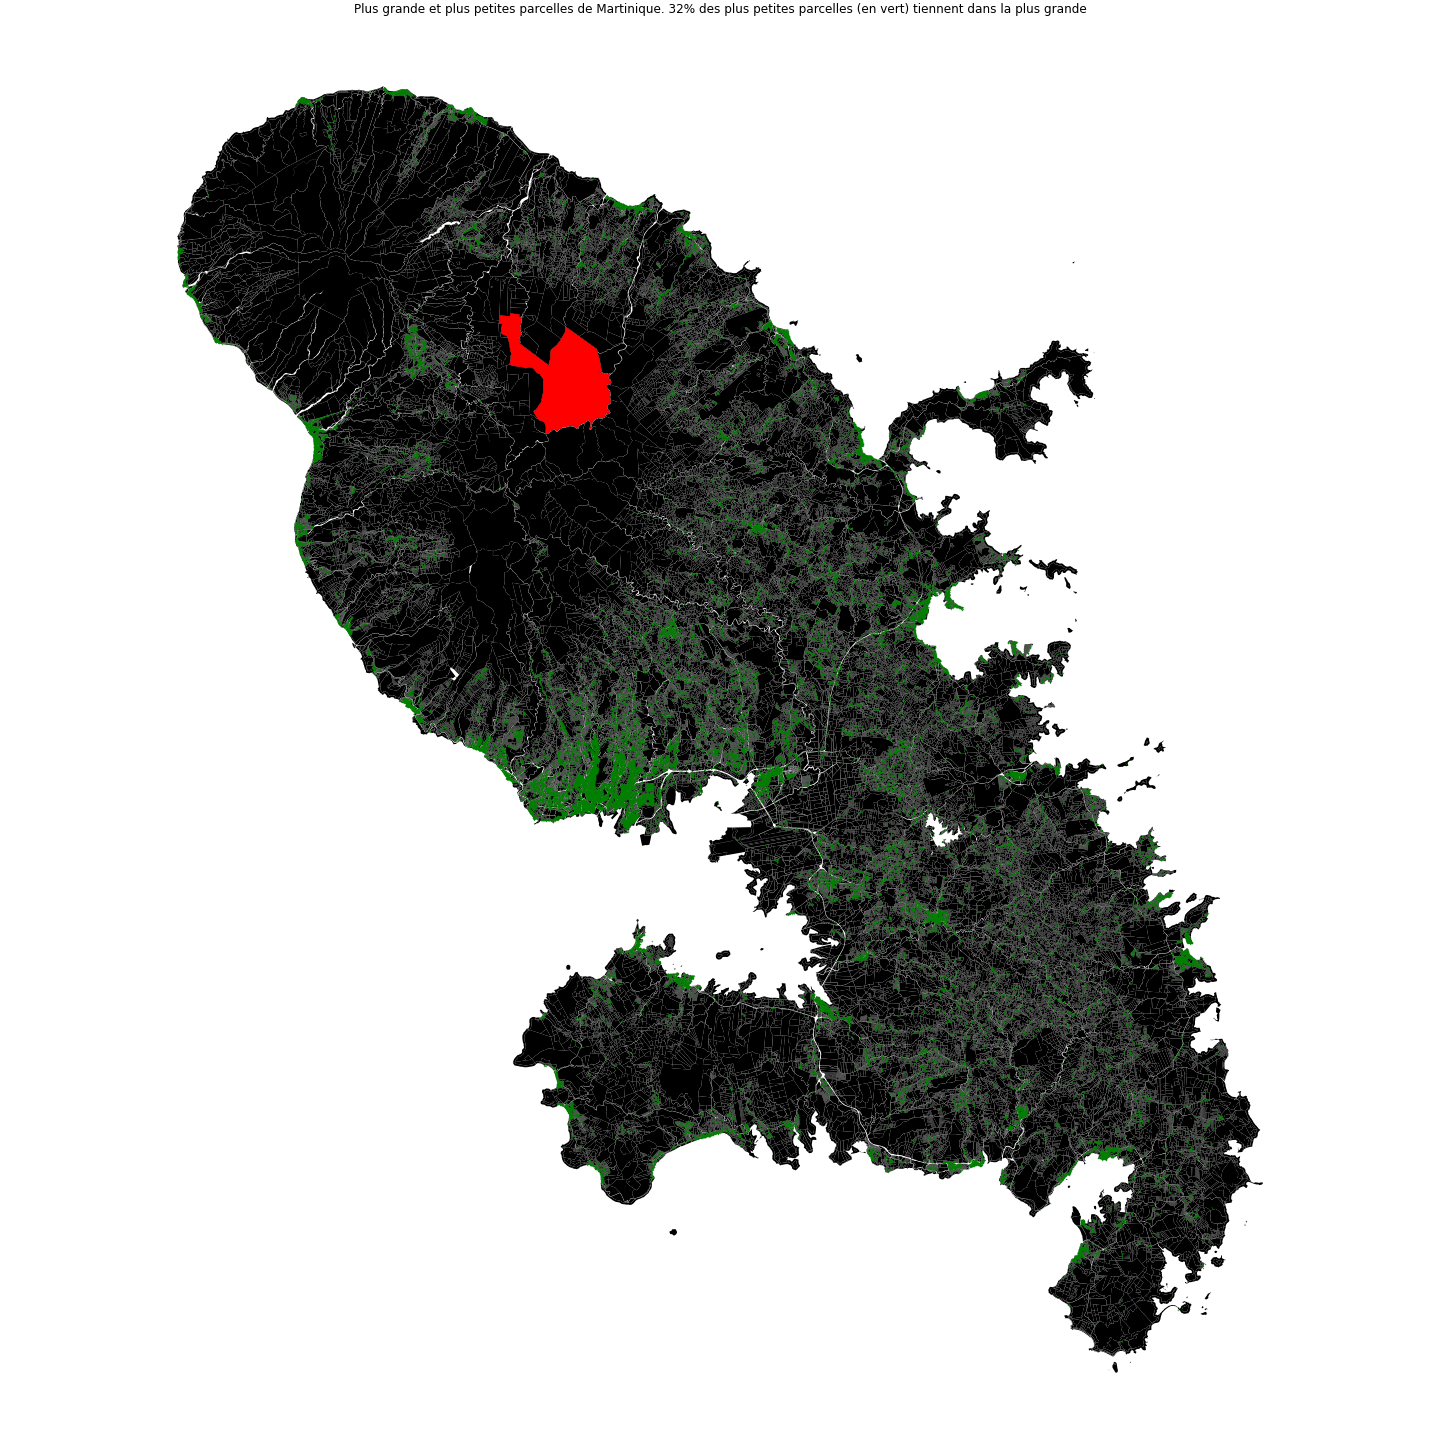 Plus grande et plus petites parcelles de Martinique. 32% des plus petites parcelles (en vert) tiennent dans la plus grande